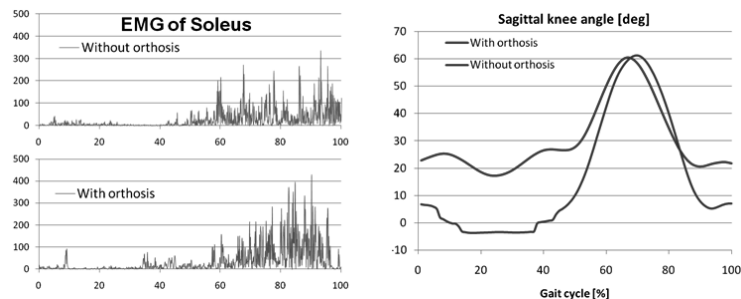 EMG of Soleus
500
Without orthosis
400
300
200
100
0
0 20 40 60 80 100
500
400
With orthosis
300
200
100
0
0 20 40 60 80 100
Sagittal knee angle [deg]
70
60
With orthosis
50
Without orthosis
40
30
20
10
0
-10
0 20 40 60 80 100
Gait cycle [%]